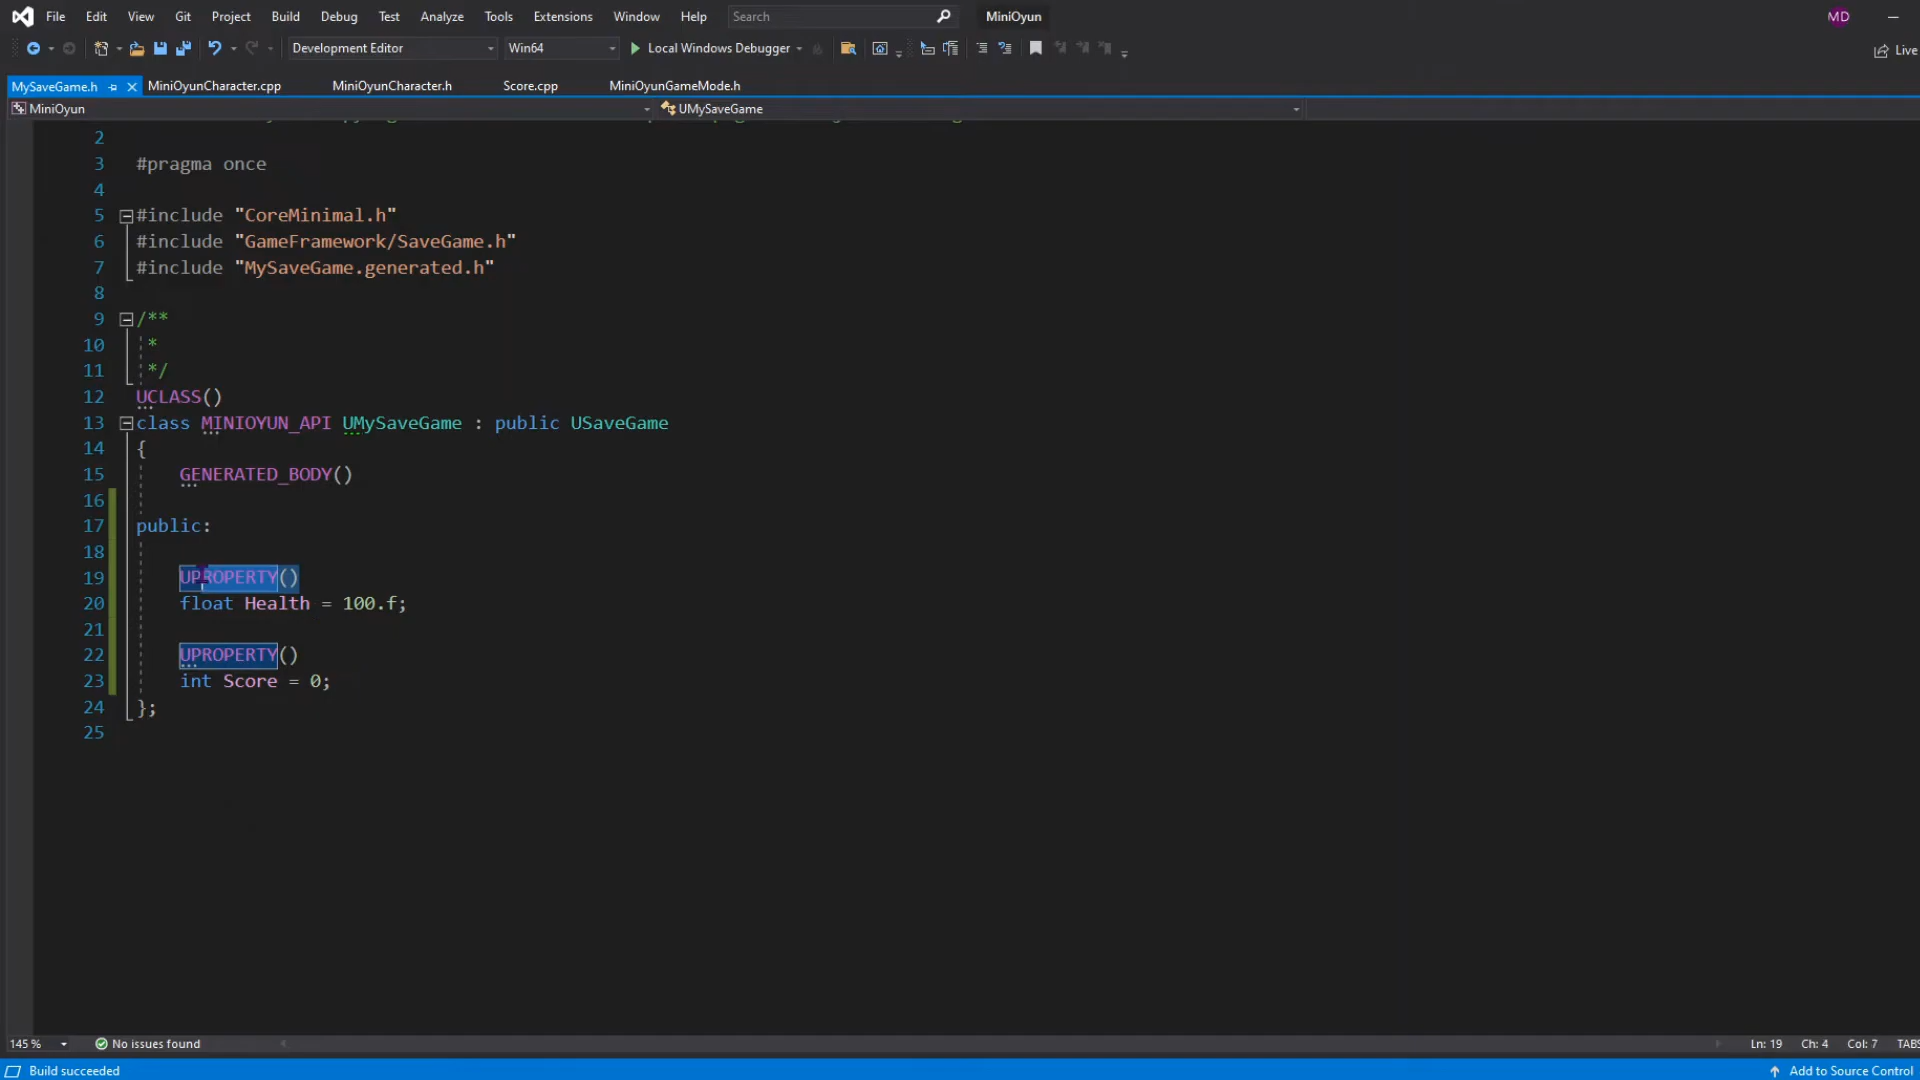 File Edit View Git Project Build Debug Test Analyze Tools Extensions Window Help Search MiniOyun MD
Development Editor Win64 Local Windows Debugger Live
MySaveGame.h MiniOyunCharacter.cpp MiniOyunCharacter.h Score.cpp MiniOyunGameMode.h
MiniOyun UMySaveGame
2
3 #pragma once
4
5 #include "CoreMinimal.h"
6 #include "GameFramework/SaveGame.h"
7 #include "MySaveGame.generated.h"
8
9 /**
10 *
11 */
12 UCLASS()
13 class MINIOYUN_API UMySaveGame : public USaveGame
14 {
15 GENERATED_BODY()
16
17 public:
18
19 UPROPERTY()
20 float Health = 100.f;
21
22 UPROPERTY()
23 int Score = 0;
24 };
25
145 % No issues found Ln: 19 Ch: 4 Col: 7 TABS
Build succeeded Add to Source Control